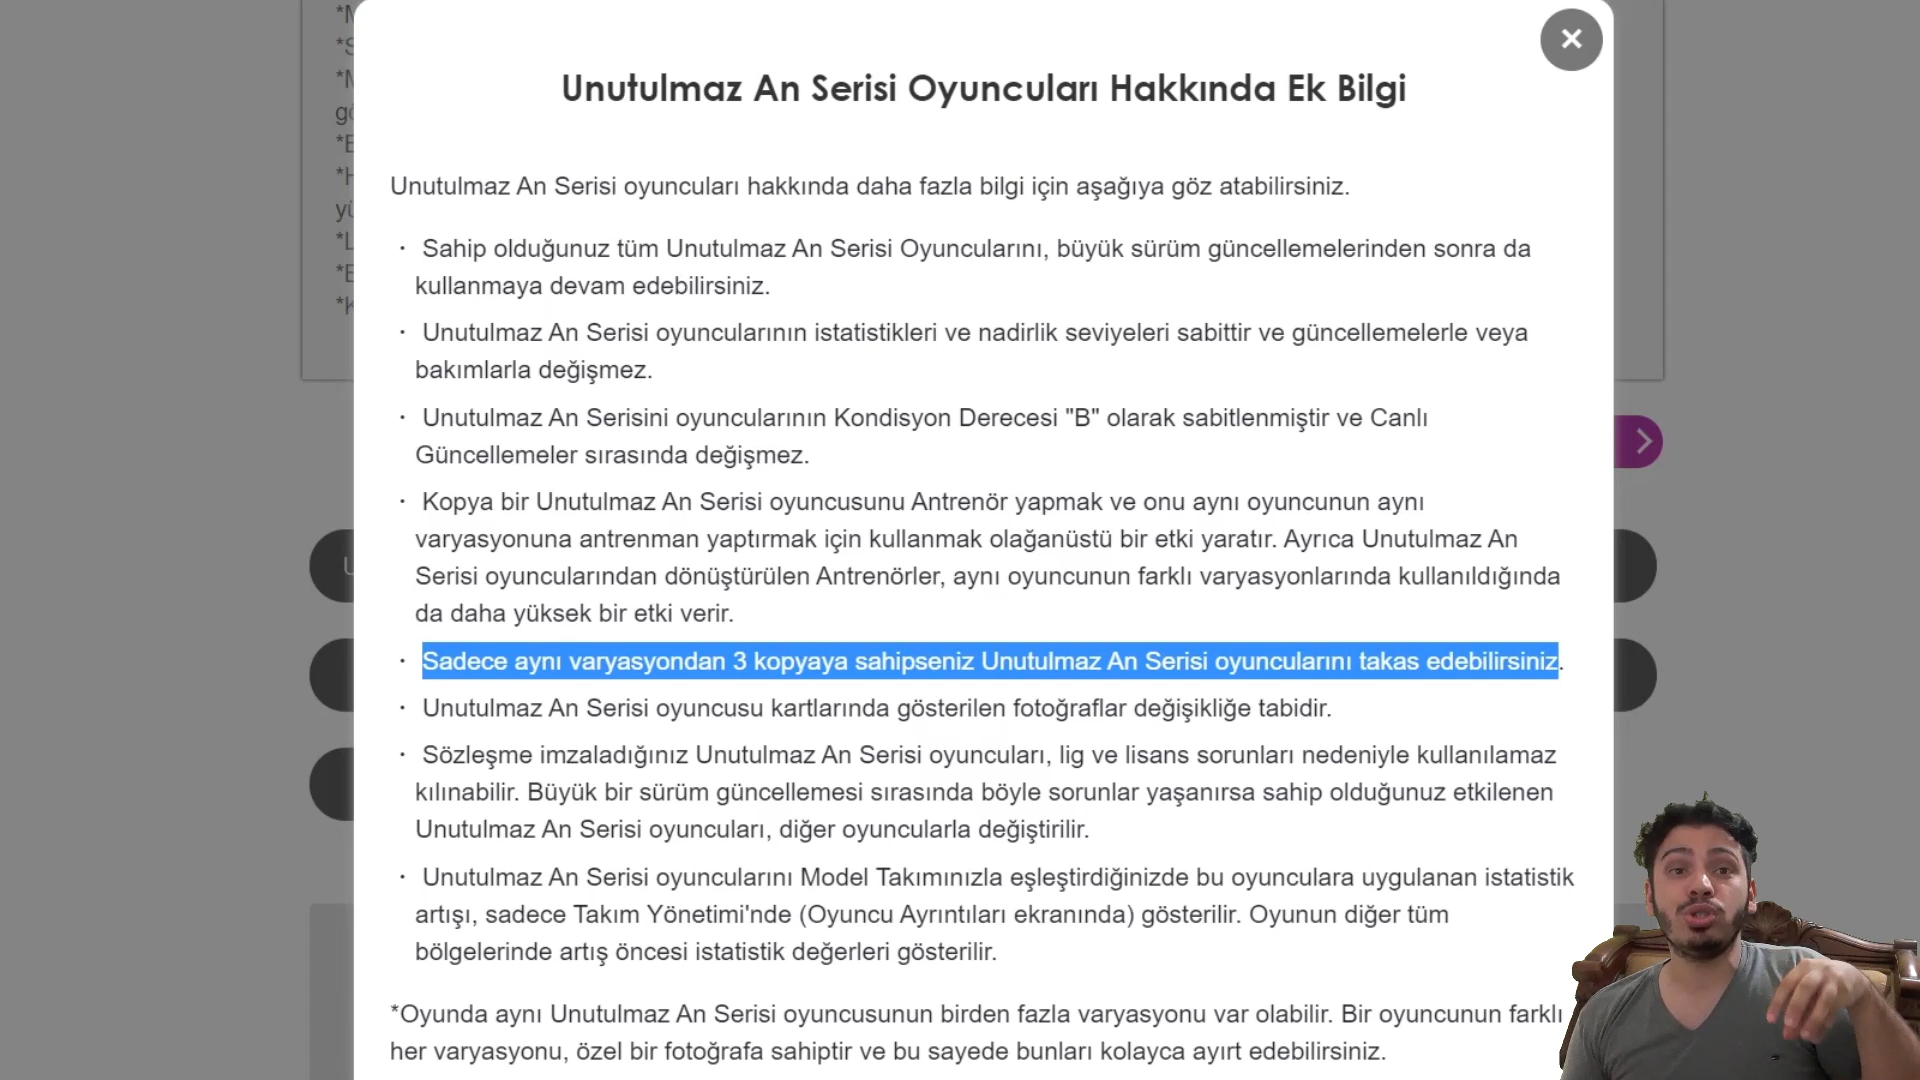 Unutulmaz An Serisi Oyuncuları Hakkında Ek Bilgi
Unutulmaz An Serisi oyuncuları hakkında daha fazla bilgi için aşağıya göz atabilirsiniz.
· Sahip olduğunuz tüm Unutulmaz An Serisi Oyuncularını, büyük sürüm güncellemelerinden sonra da
kullanmaya devam edebilirsiniz.
· Unutulmaz An Serisi oyuncularının istatistikleri ve nadirlik seviyeleri sabittir ve güncellemelerle veya
bakımlarla değişmez.
· Unutulmaz An Serisini oyuncularının Kondisyon Derecesi "B" olarak sabitlenmiştir ve Canlı
Güncellemeler sırasında değişmez.
· Kopya bir Unutulmaz An Serisi oyuncusunu Antrenör yapmak ve onu aynı oyuncunun aynı
varyasyonuna antrenman yaptırmak için kullanmak olağanüstü bir etki yaratır. Ayrıca Unutulmaz An
Serisi oyuncularından dönüştürülen Antrenörler, aynı oyuncunun farklı varyasyonlarında kullanıldığında
da daha yüksek bir etki verir.
· Sadece aynı varyasyondan 3 kopyaya sahipseniz Unutulmaz An Serisi oyuncularını takas edebilirsiniz.
· Unutulmaz An Serisi oyuncusu kartlarında gösterilen fotoğraflar değişikliğe tabidir.
· Sözleşme imzaladığınız Unutulmaz An Serisi oyuncuları, lig ve lisans sorunları nedeniyle kullanılamaz
kılınabilir. Büyük bir sürüm güncellemesi sırasında böyle sorunlar yaşanırsa sahip olduğunuz etkilenen
Unutulmaz An Serisi oyuncuları, diğer oyuncularla değiştirilir.
· Unutulmaz An Serisi oyuncularını Model Takımınızla eşleştirdiğinizde bu oyunculara uygulanan istatistik
artışı, sadece Takım Yönetimi'nde (Oyuncu Ayrıntıları ekranında) gösterilir. Oyunun diğer tüm
bölgelerinde artış öncesi istatistik değerleri gösterilir.
*Oyunda aynı Unutulmaz An Serisi oyuncusunun birden fazla varyasyonu var olabilir. Bir oyuncunun farklı
her varyasyonu, özel bir fotoğrafa sahiptir ve bu sayede bunları kolayca ayırt edebilirsiniz.